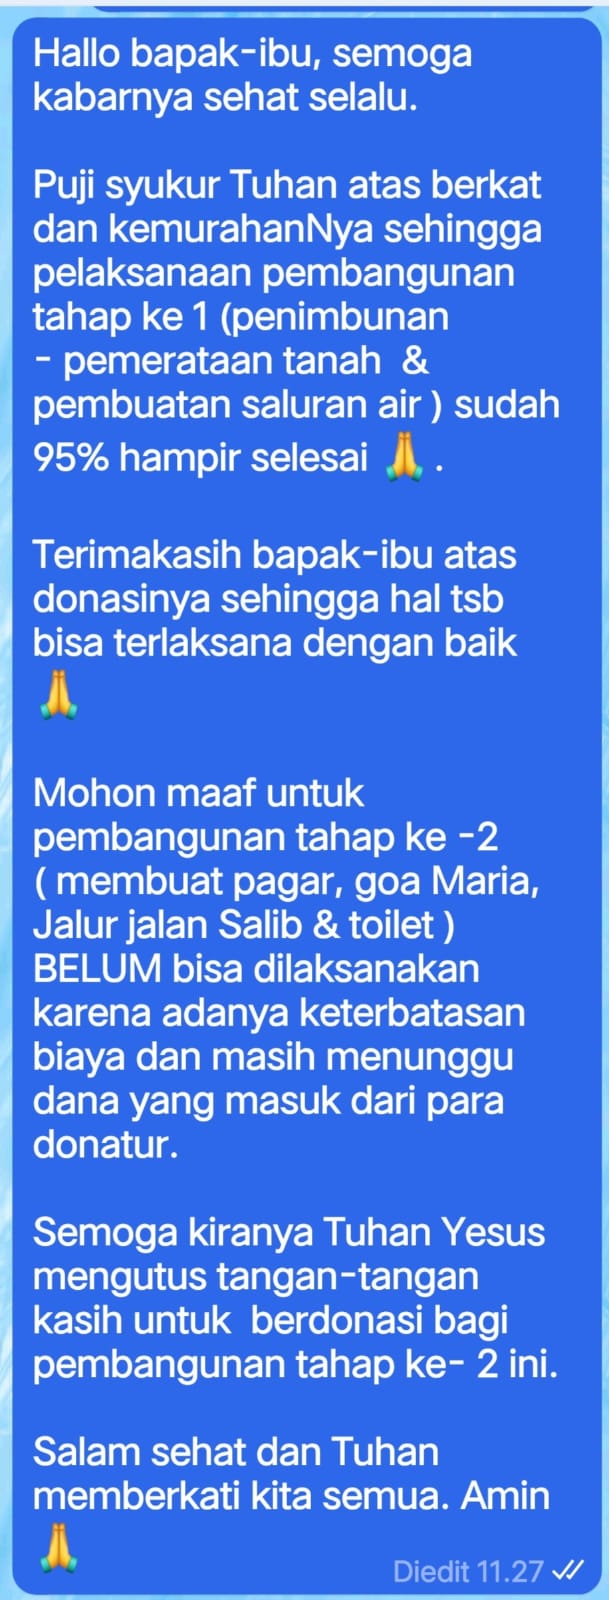 Hallo bapak-ibu, semoga
kabarnya sehat selalu.
Puji syukur Tuhan atas berkat
dan kemurahanNya sehingga
pelaksanaan pembangunan
tahap ke 1 (penimbunan
- pemerataan tanah  &
pembuatan saluran air ) sudah
95% hampir selesai 🙏 .
Terimakasih bapak-ibu atas
donasinya sehingga hal tsb
bisa terlaksana dengan baik
🙏
Mohon maaf untuk
pembangunan tahap ke -2
( membuat pagar, goa Maria,
Jalur jalan Salib & toilet )
BELUM bisa dilaksanakan
karena adanya keterbatasan
biaya dan masih menunggu
dana yang masuk dari para
donatur.
Semoga kiranya Tuhan Yesus
mengutus tangan-tangan
kasih untuk  berdonasi bagi
pembangunan tahap ke- 2 ini.
Salam sehat dan Tuhan
memberkati kita semua. Amin
🙏
Diedit 11.27